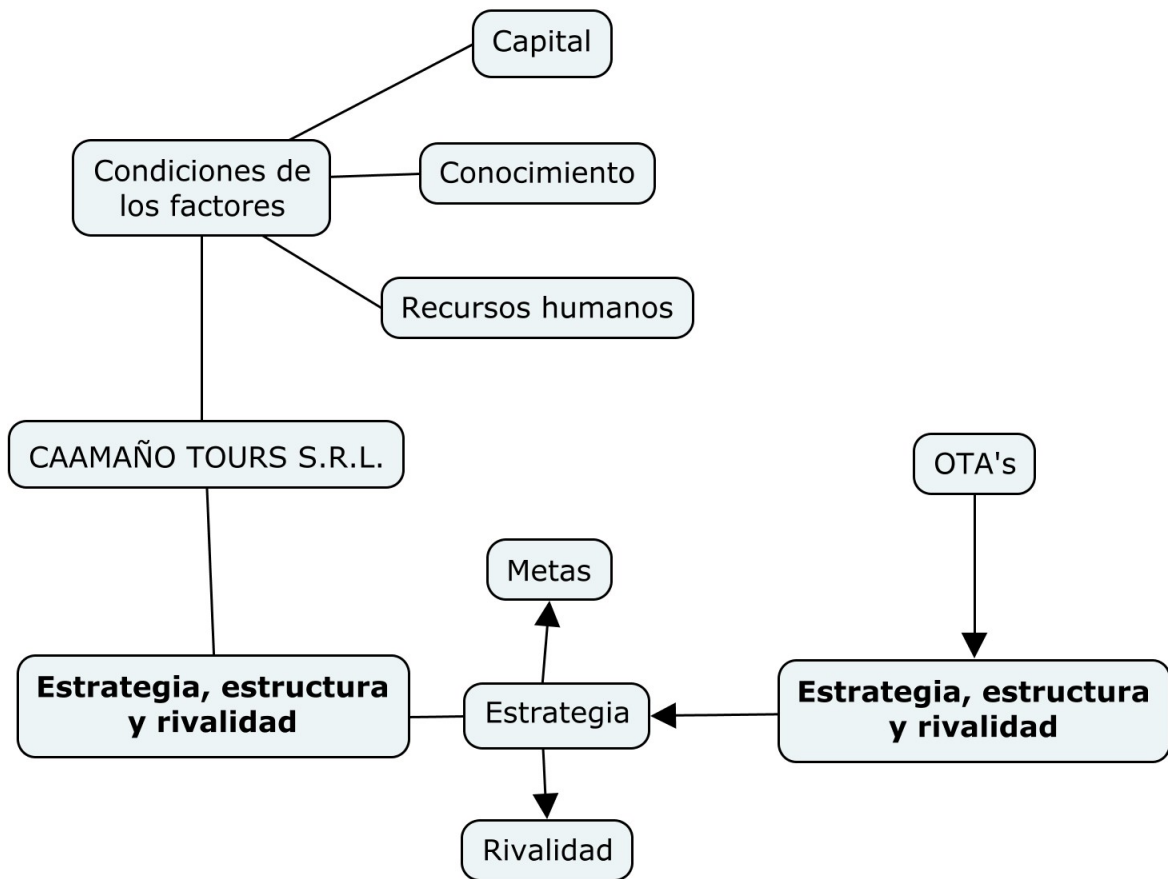 Capital
Condiciones de
los factores
Conocimiento
Recursos humanos
CAAMAÑO TOURS S.R.L.
OTA's
Metas
Estrategia, estructura
y rivalidad
Estrategia
Estrategia, estructura
y rivalidad
Rivalidad